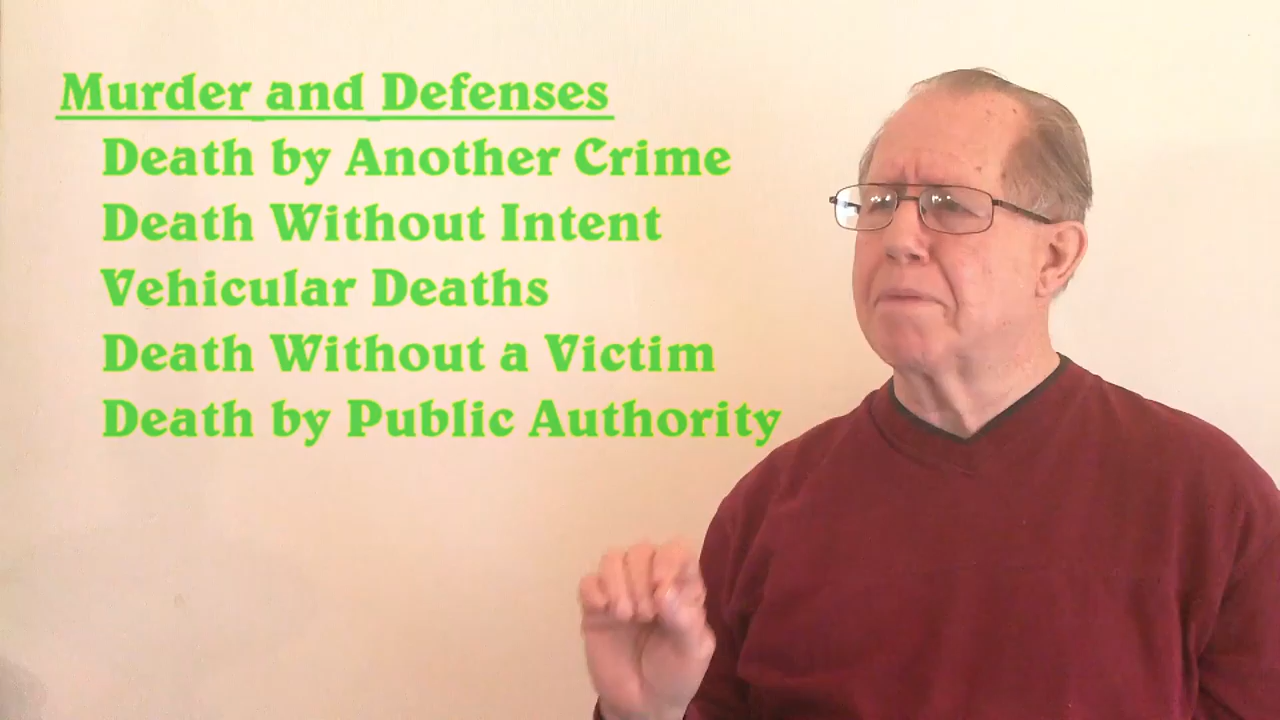 Murder and Defenses
Death by Another Crime
Death Without Intent
Vehicular Deaths
Death Without a Victim
Death by Public Authority